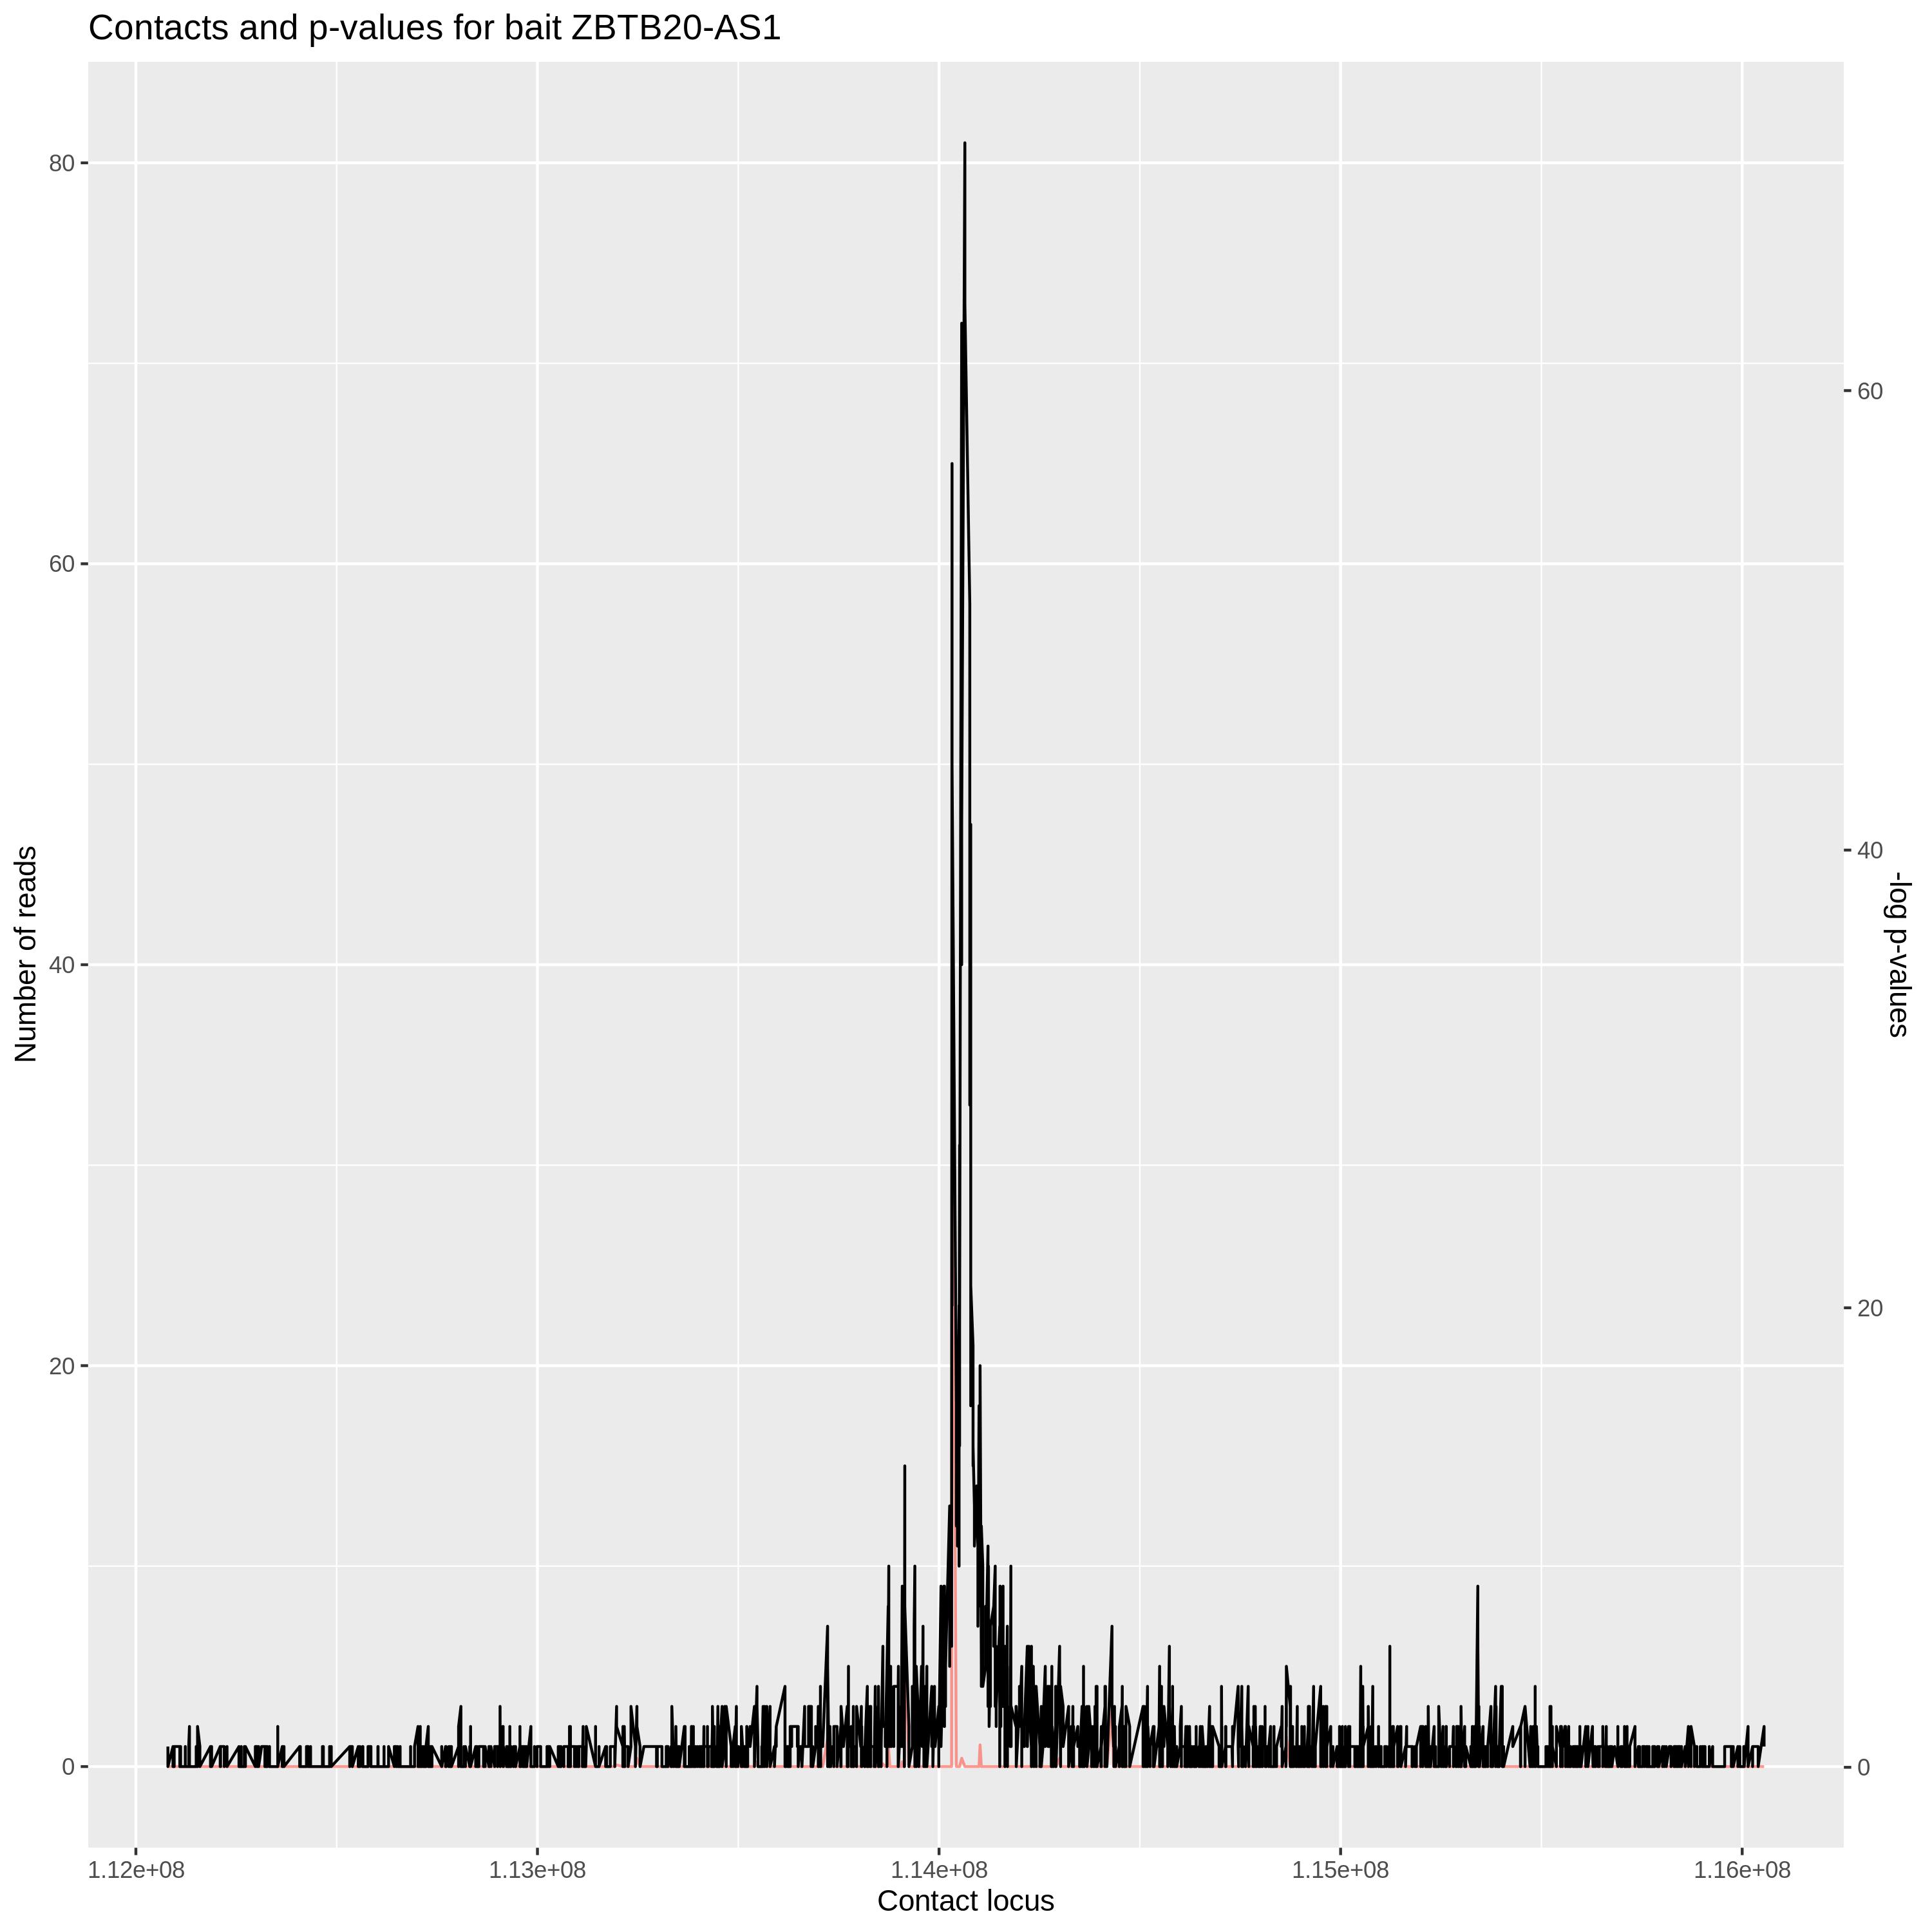 Contacts and p-values for bait ZBTB20-AS1
80
60
40
20
0
Number of reads
60
40
20
0
-log p-values
1.12e+08 1.13e+08 1.14e+08 1.15e+08 1.16e+08
Contact locus